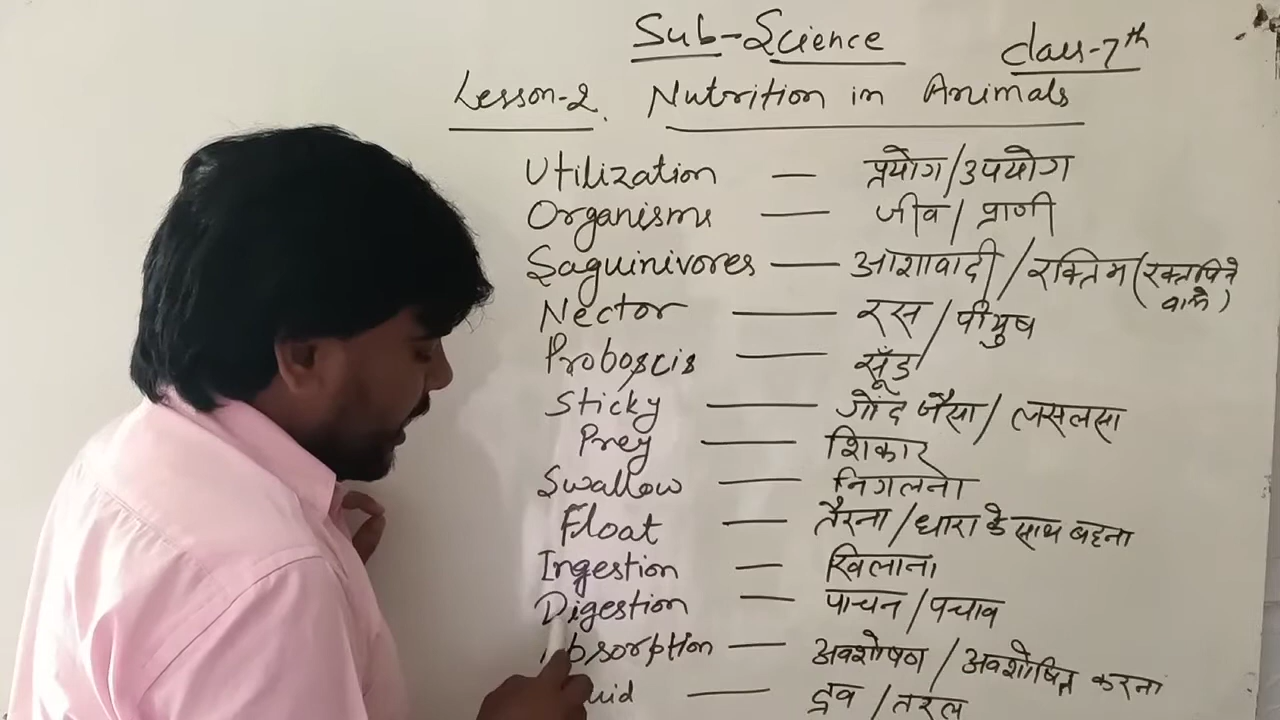 Sub-Science
Class-7th
Lesson-2. Nutrition in Animals
Utilization — प्रयोग/उपयोग
Organisms — जीव/प्राणी
Saguinivores — आशावादी/रक्तिम (रक्त पिने वाले)
Nector — रस/पीयुष
Proboscis — सूँड
Sticky — गोंद जैसा/लसलसा
Prey — शिकार
Swallow — निगलना
Float — तैरना/धारा के साथ बहना
Ingestion — खिलाना
Digestion — पाचन/पचाव
bsorption — अवशोषण/अवशोषित करना
uid — द्रव/तरल